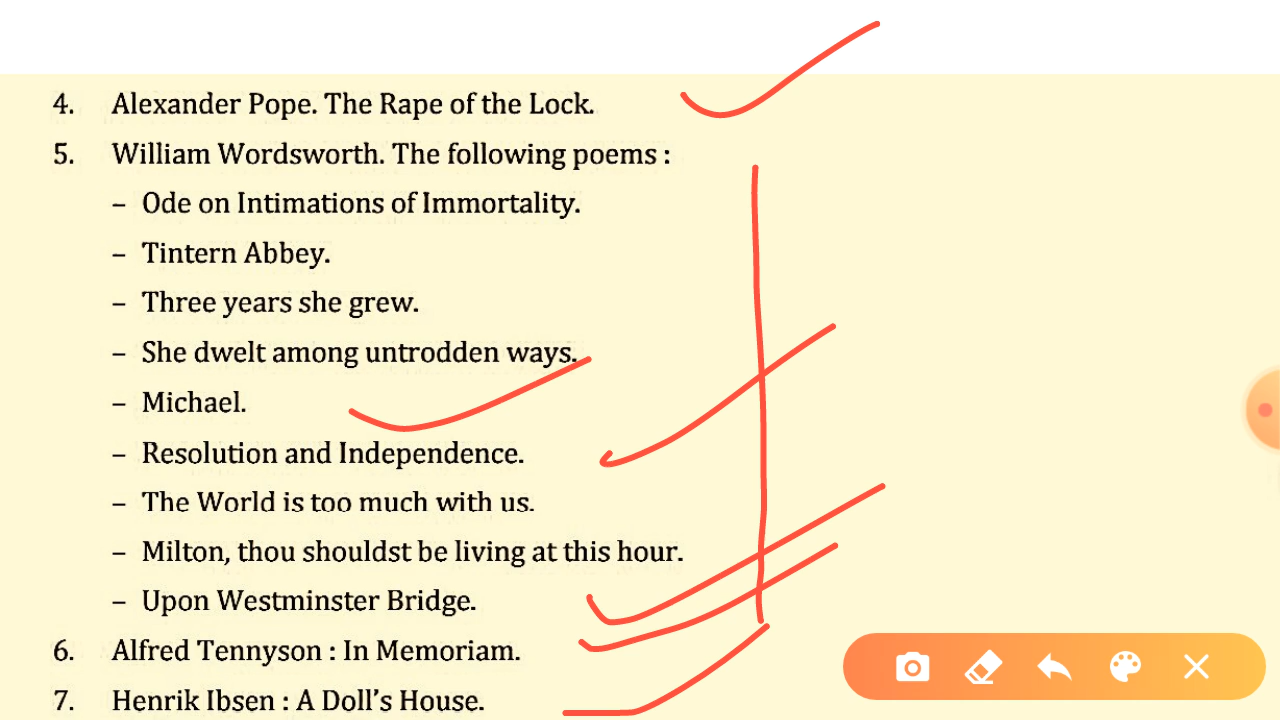 4. Alexander Pope. The Rape of the Lock.
5. William Wordsworth. The following poems :
– Ode on Intimations of Immortality.
– Tintern Abbey.
– Three years she grew.
– She dwelt among untrodden ways.
– Michael.
– Resolution and Independence.
– The World is too much with us.
– Milton, thou shouldst be living at this hour.
– Upon Westminster Bridge.
6. Alfred Tennyson : In Memoriam.
7. Henrik Ibsen : A Doll's House.